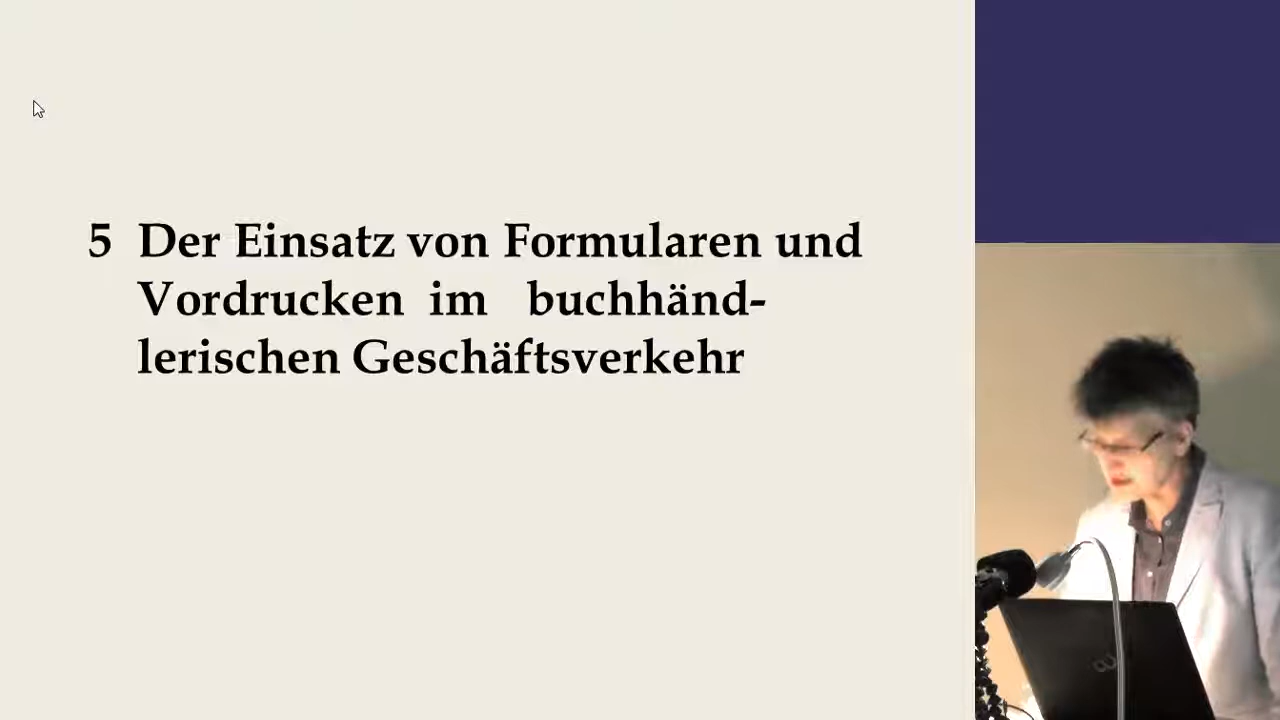 5 Der Einsatz von Formularen und
Vordrucken im buchhänd-
lerischen Geschäftsverkehr